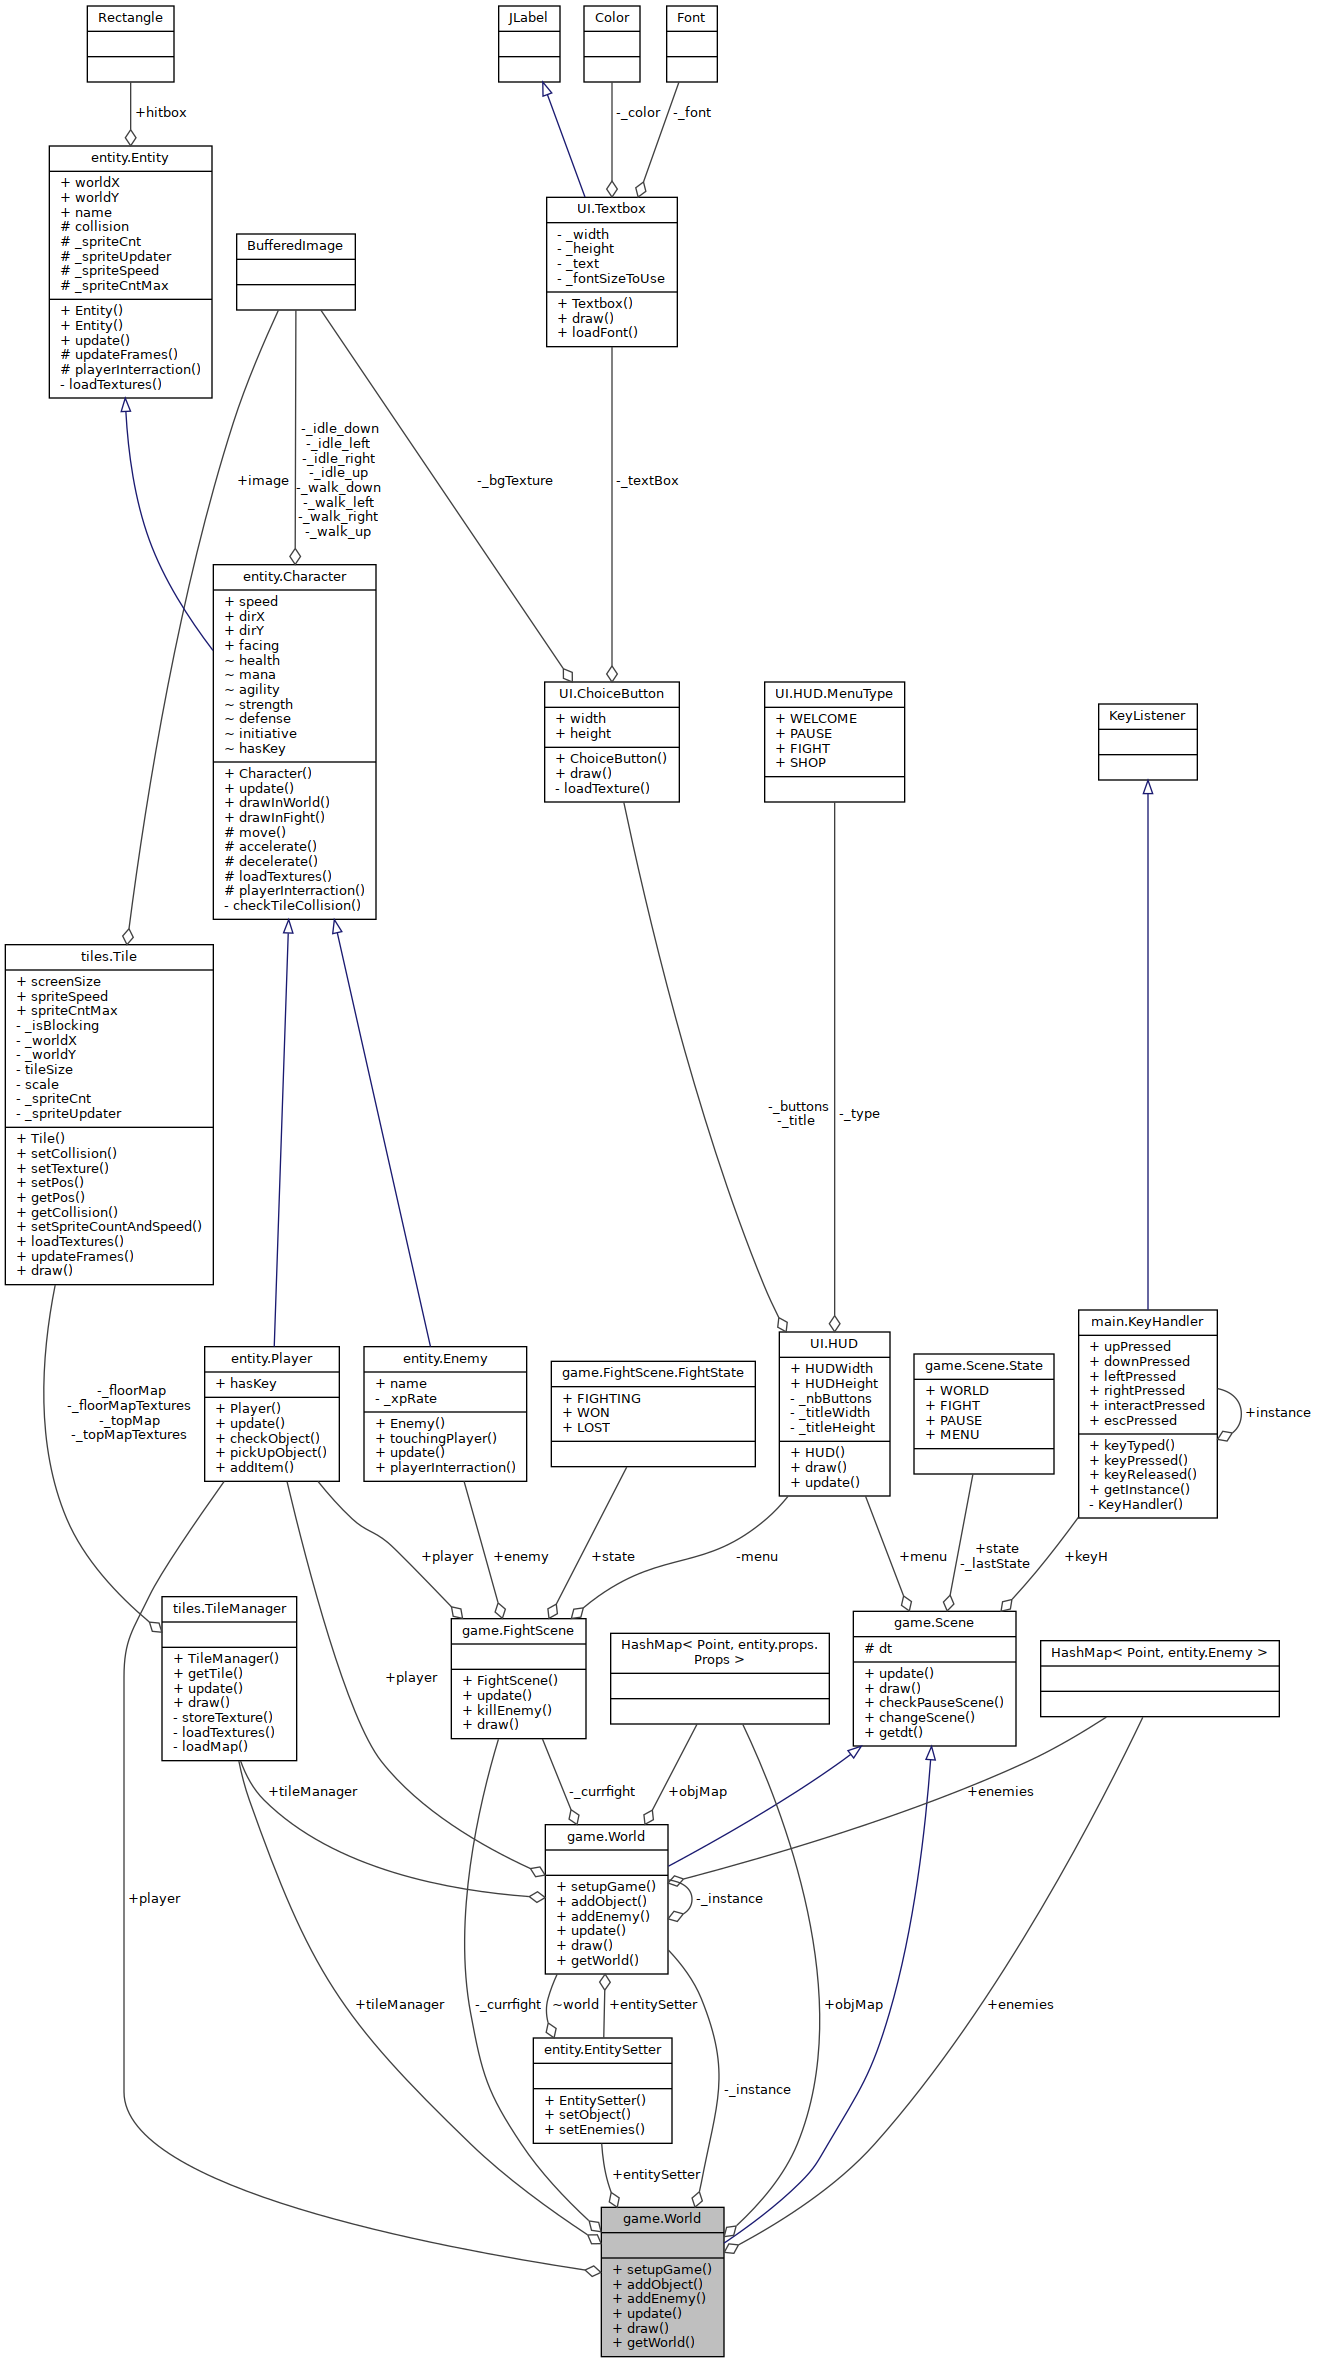 Rectangle
JLabel
Color
Font
+hitbox
-_color
-_font
entity.Entity
+ worldX
+ worldY
+ name
# collision
# _spriteCnt
# _spriteUpdater
# _spriteSpeed
# _spriteCntMax
+ Entity()
+ Entity()
+ update()
# updateFrames()
# playerInterraction()
- loadTextures()
BufferedImage
UI.Textbox
- _width
- _height
- _text
- _fontSizeToUse
+ Textbox()
+ draw()
+ loadFont()
+image
-_idle_down
-_idle_left
-_idle_right
-_idle_up
-_walk_down
-_walk_left
-_walk_right
-_walk_up
-_bgTexture
-_textBox
entity.Character
+ speed
+ dirX
+ dirY
+ facing
~ health
~ mana
~ agility
~ strength
~ defense
~ initiative
~ hasKey
+ Character()
+ update()
+ drawInWorld()
+ drawInFight()
# move()
# accelerate()
# decelerate()
# loadTextures()
# playerInterraction()
- checkTileCollision()
UI.ChoiceButton
+ width
+ height
+ ChoiceButton()
+ draw()
- loadTexture()
UI.HUD.MenuType
+ WELCOME
+ PAUSE
+ FIGHT
+ SHOP
KeyListener
tiles.Tile
+ screenSize
+ spriteSpeed
+ spriteCntMax
- _isBlocking
- _worldX
- _worldY
- tileSize
- scale
- _spriteCnt
- _spriteUpdater
+ Tile()
+ setCollision()
+ setTexture()
+ setPos()
+ getPos()
+ getCollision()
+ setSpriteCountAndSpeed()
+ loadTextures()
+ updateFrames()
+ draw()
-_buttons
-_title
-_type
-_floorMap
-_floorMapTextures
-_topMap
-_topMapTextures
entity.Player
+ hasKey
+ Player()
+ update()
+ checkObject()
+ pickUpObject()
+ addItem()
entity.Enemy
+ name
- _xpRate
+ Enemy()
+ touchingPlayer()
+ update()
+ playerInterraction()
game.FightScene.FightState
+ FIGHTING
+ WON
+ LOST
UI.HUD
+ HUDWidth
+ HUDHeight
- _nbButtons
- _titleWidth
- _titleHeight
+ HUD()
+ draw()
+ update()
game.Scene.State
+ WORLD
+ FIGHT
+ PAUSE
+ MENU
main.KeyHandler
+ upPressed
+ downPressed
+ leftPressed
+ rightPressed
+ interactPressed
+ escPressed
+ keyTyped()
+ keyPressed()
+ keyReleased()
+ getInstance()
- KeyHandler()
+instance
+player
+enemy
+state
-menu
+menu
+state
-_lastState
+keyH
tiles.TileManager
+ TileManager()
+ getTile()
+ update()
+ draw()
- storeTexture()
- loadTextures()
- loadMap()
+player
game.FightScene
+ FightScene()
+ update()
+ killEnemy()
+ draw()
HashMap< Point, entity.props.
Props >
game.Scene
# dt
+ update()
+ draw()
+ checkPauseScene()
+ changeScene()
+ getdt()
HashMap< Point, entity.Enemy >
+tileManager
-_currfight
+objMap
+enemies
game.World
+ setupGame()
+ addObject()
+ addEnemy()
+ update()
+ draw()
+ getWorld()
-_instance
+player
+tileManager
-_currfight
~world
+entitySetter
+objMap
+enemies
entity.EntitySetter
+ EntitySetter()
+ setObject()
+ setEnemies()
-_instance
+entitySetter
game.World
+ setupGame()
+ addObject()
+ addEnemy()
+ update()
+ draw()
+ getWorld()